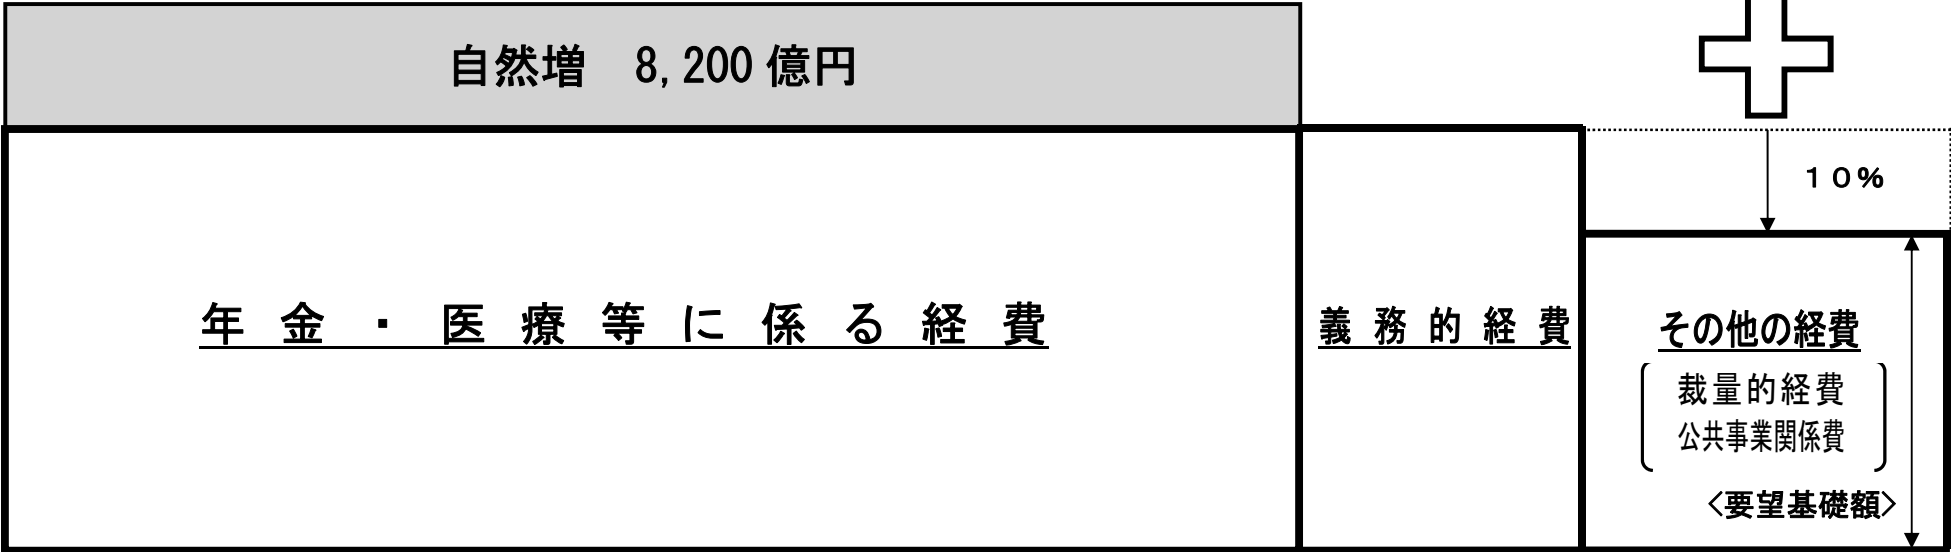 自然増　8,200億円
１０％
年金・医療等に係る経費
義務的経費
その他の経費
裁量的経費
公共事業関係費
<要望基礎額>